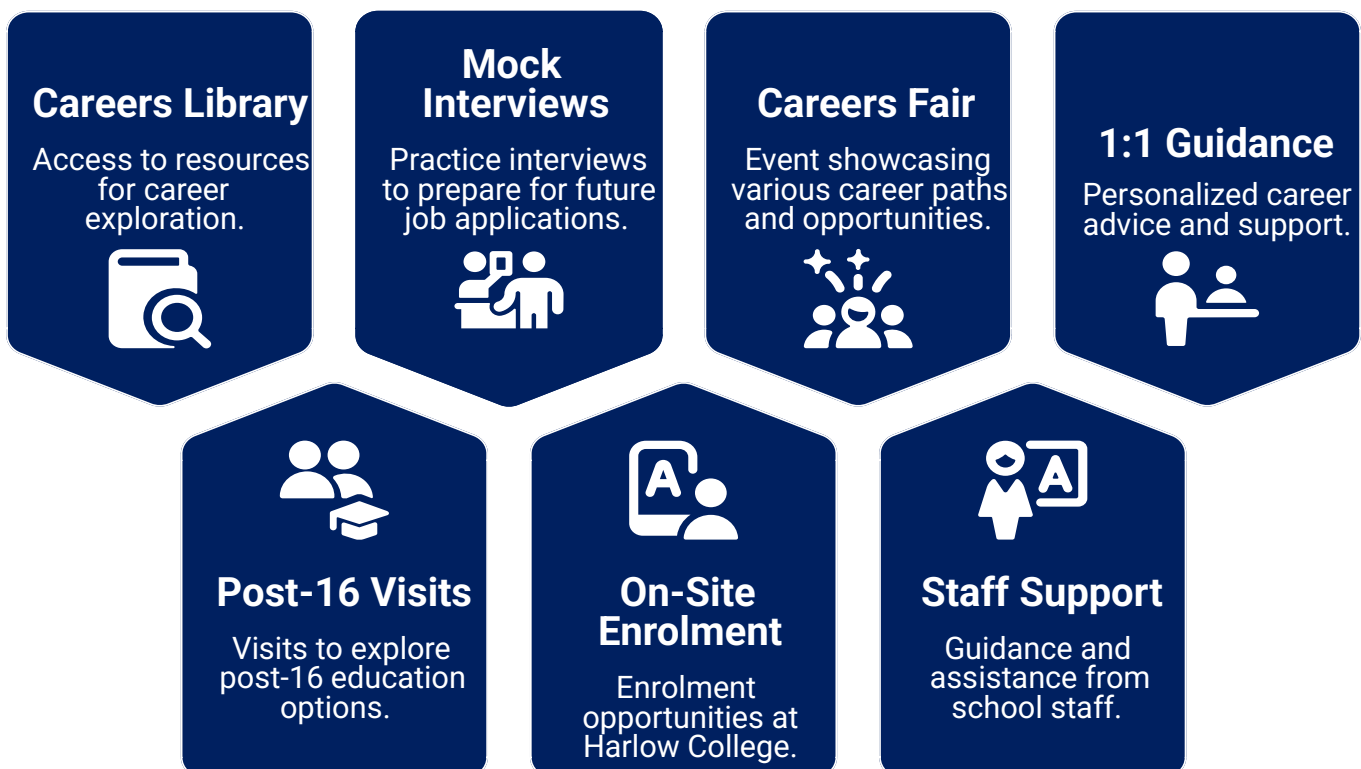 Careers Library
Access to resources
for career
exploration.
Mock
Interviews
Practice interviews
to prepare for future
job applications.
Careers Fair
Event showcasing
various career paths
and opportunities.
1:1 Guidance
Personalized career
advice and support.
Post-16 Visits
Visits to explore
post-16 education
options.
A
On-Site
Enrolment
Enrolment
opportunities at
Harlow College.
A
Staff Support
Guidance and
assistance from
school staff.